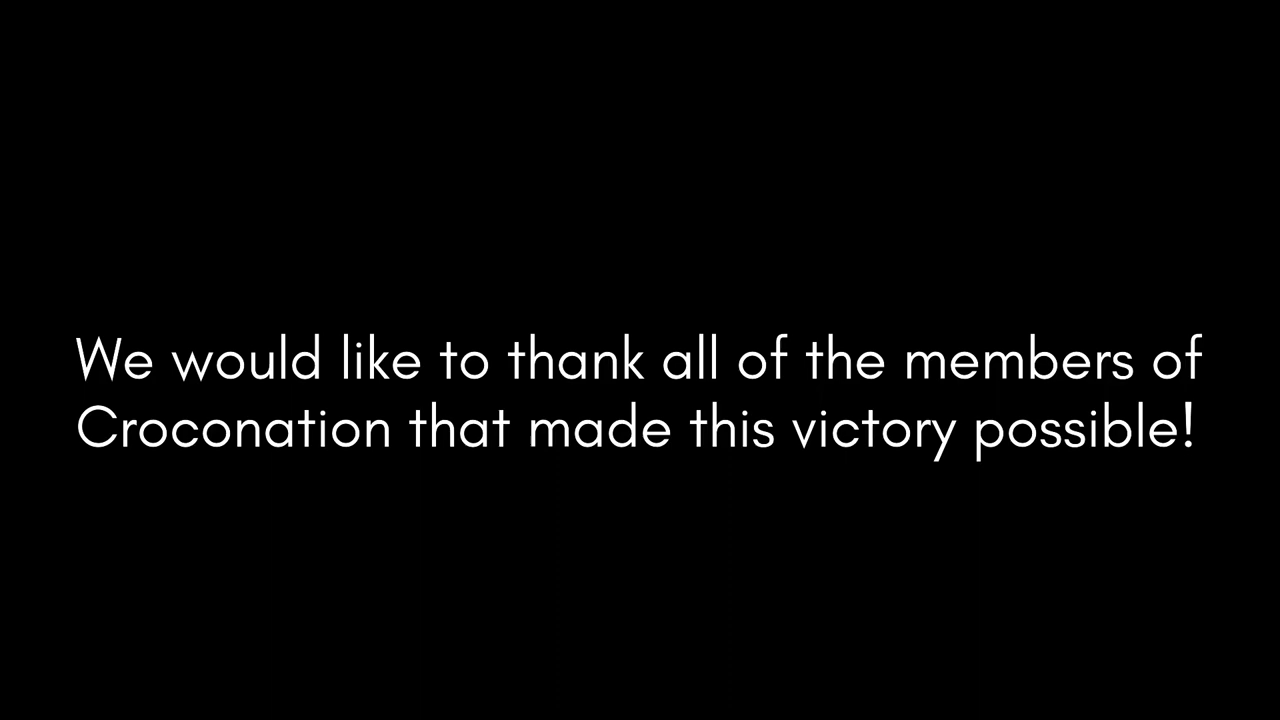 We would like to thank all of the members of
Croconation that made this victory possible!